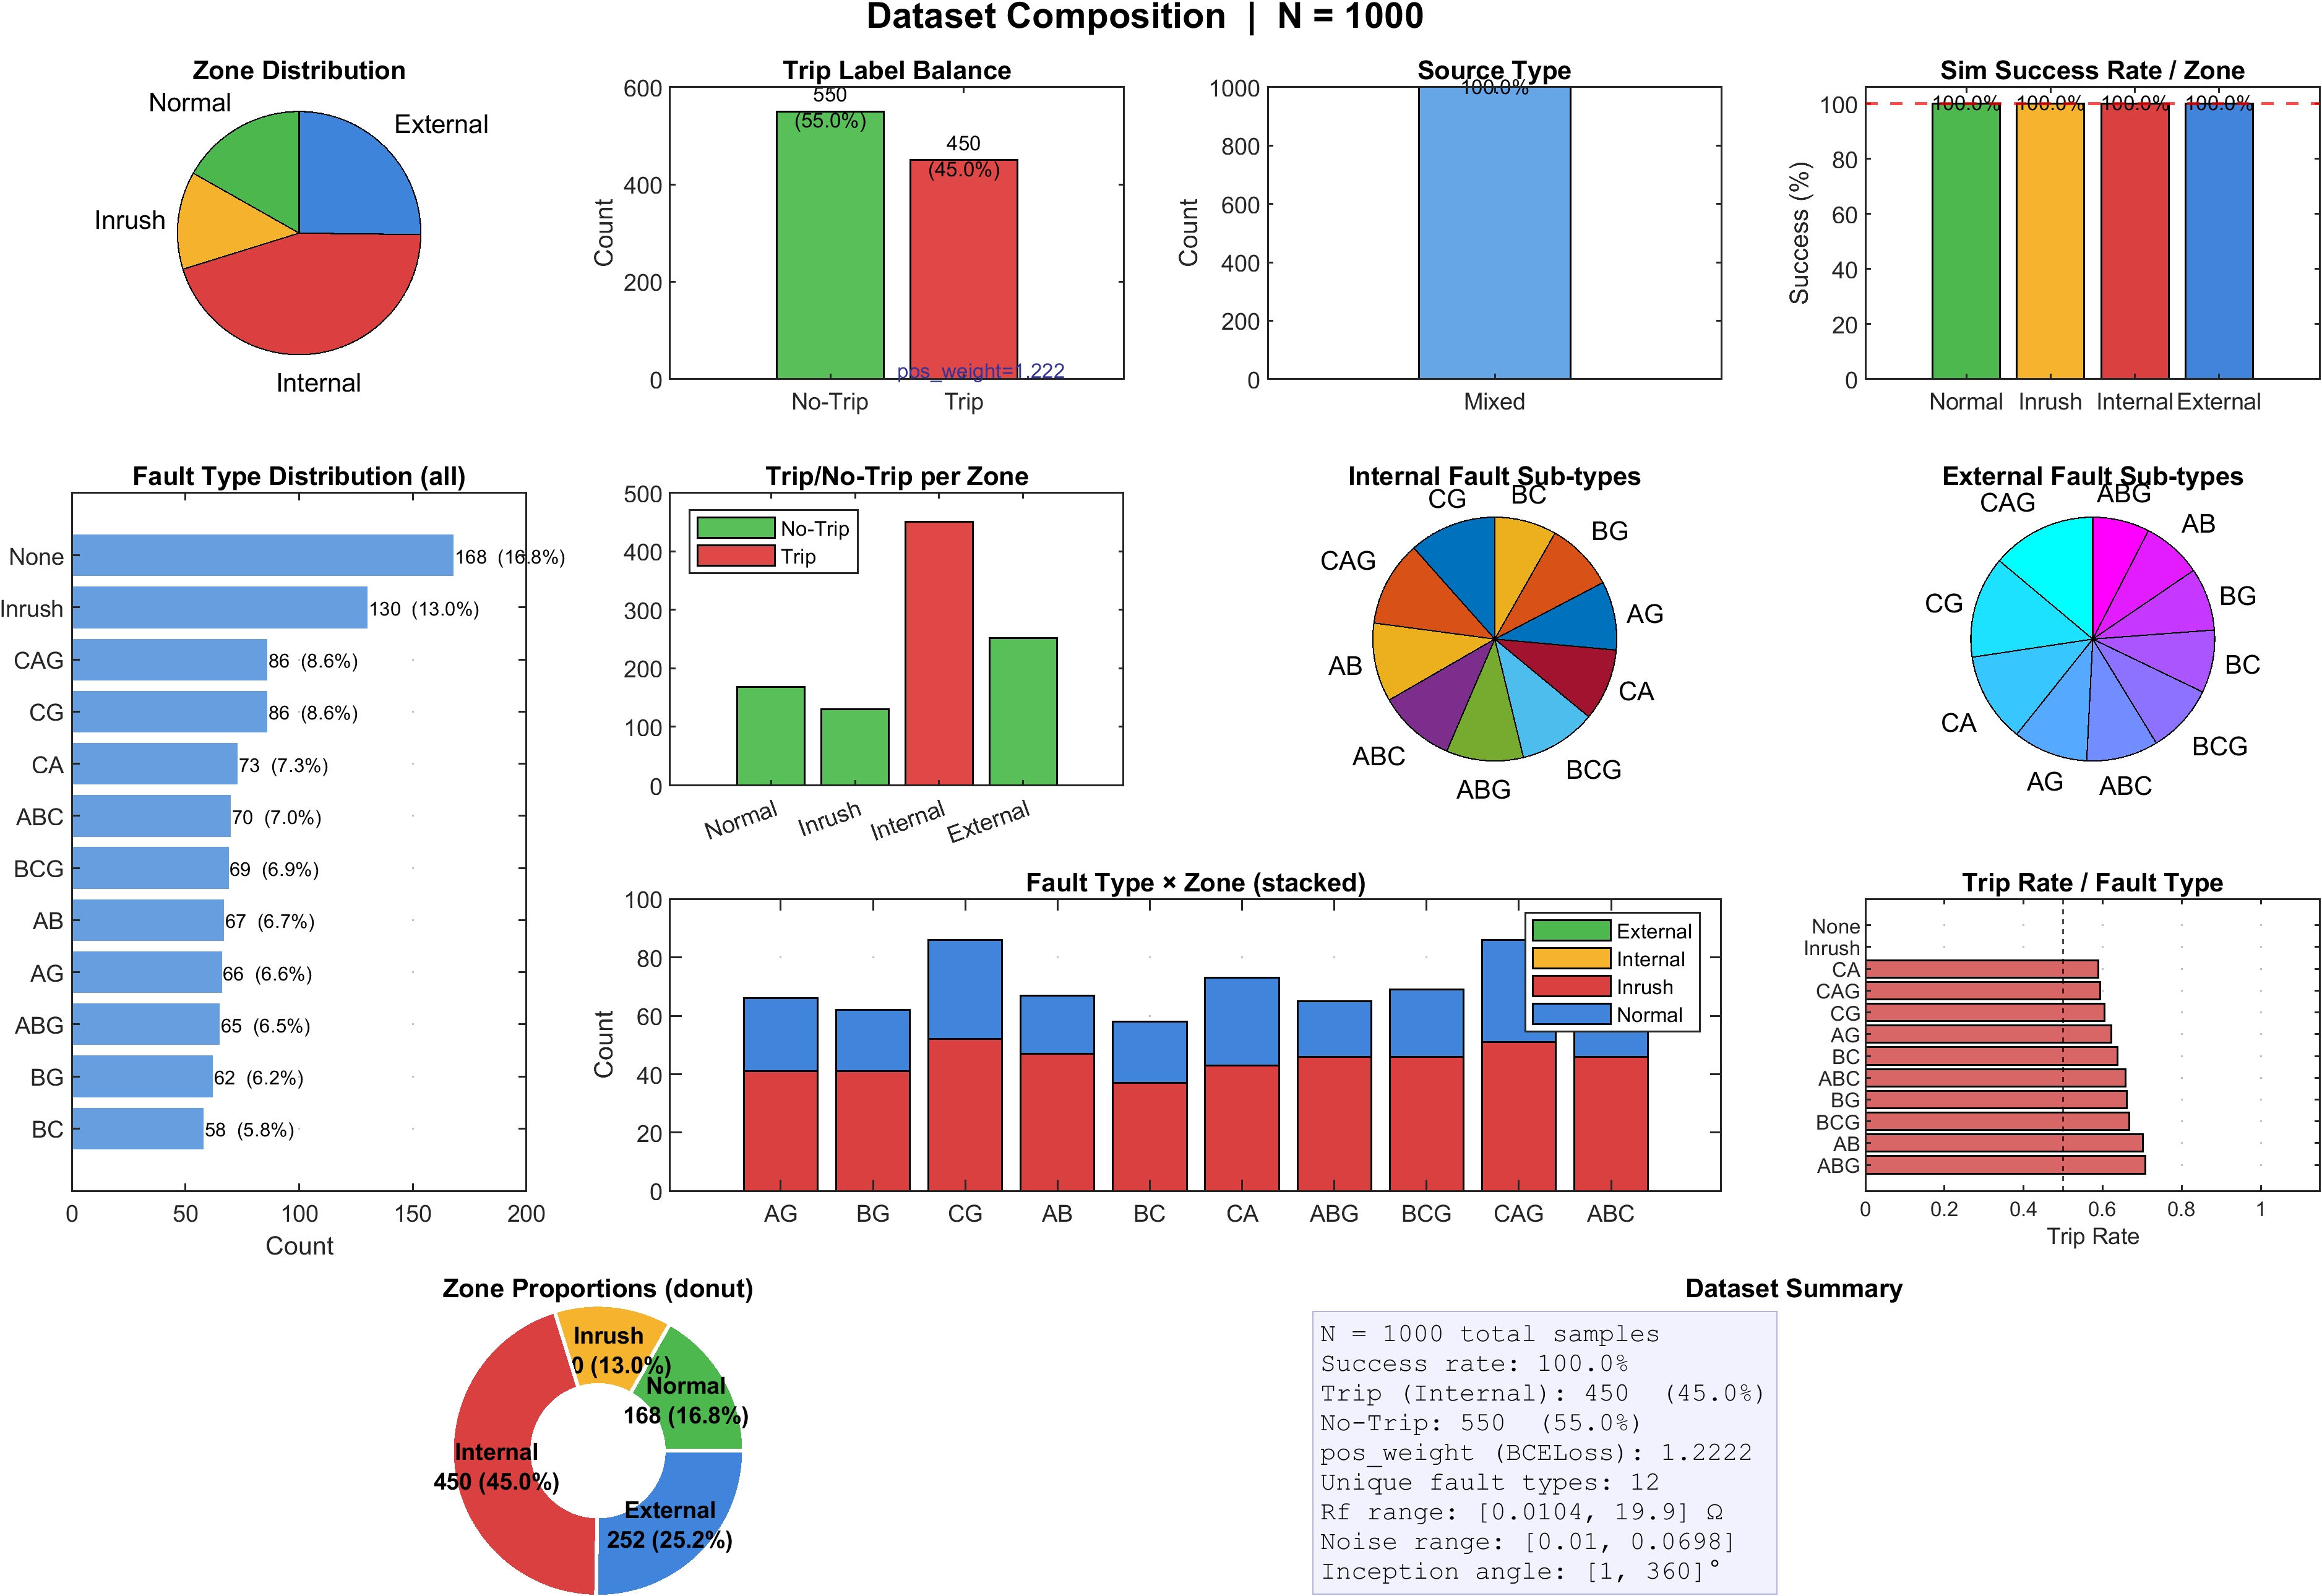 Dataset Composition | N = 1000
Zone Distribution
Normal
External
Inrush
Internal
Trip Label Balance
600
400
200
0
Count
550
(55.0%)
450
(45.0%)
pos_weight=1.222
No-Trip
Trip
Source Type
1000
800
600
400
200
0
Count
100.0%
Mixed
Sim Success Rate / Zone
100
80
60
40
20
0
Success (%)
100.0%
100.0%
100.0%
100.0%
Normal
Inrush
Internal
External
Fault Type Distribution (all)
None
168 (16.8%)
Inrush
130 (13.0%)
CAG
86 (8.6%)
CG
86 (8.6%)
CA
73 (7.3%)
ABC
70 (7.0%)
BCG
69 (6.9%)
AB
67 (6.7%)
AG
66 (6.6%)
ABG
65 (6.5%)
BG
62 (6.2%)
BC
58 (5.8%)
0
50
100
150
200
Count
Trip/No-Trip per Zone
500
400
300
200
100
0
No-Trip
Trip
Normal
Inrush
Internal
External
Internal Fault Sub-types
CG
BC
BG
CAG
AG
AB
CA
ABC
BCG
ABG
External Fault Sub-types
CAG
ABG
AB
CG
BG
BC
CA
BCG
AG
ABC
Fault Type × Zone (stacked)
100
80
60
40
20
0
Count
External
Internal
Inrush
Normal
AG
BG
CG
AB
BC
CA
ABG
BCG
CAG
ABC
Trip Rate / Fault Type
None
Inrush
CA
CAG
CG
AG
BC
ABC
BG
BCG
AB
ABG
0
0.2
0.4
0.6
0.8
1
Trip Rate
Zone Proportions (donut)
Inrush
0 (13.0%)
Normal
168 (16.8%)
Internal
450 (45.0%)
External
252 (25.2%)
Dataset Summary
N = 1000 total samples
Success rate: 100.0%
Trip (Internal): 450 (45.0%)
No-Trip: 550 (55.0%)
pos_weight (BCELoss): 1.2222
Unique fault types: 12
Rf range: [0.0104, 19.9] Ω
Noise range: [0.01, 0.0698]
Inception angle: [1, 360]°